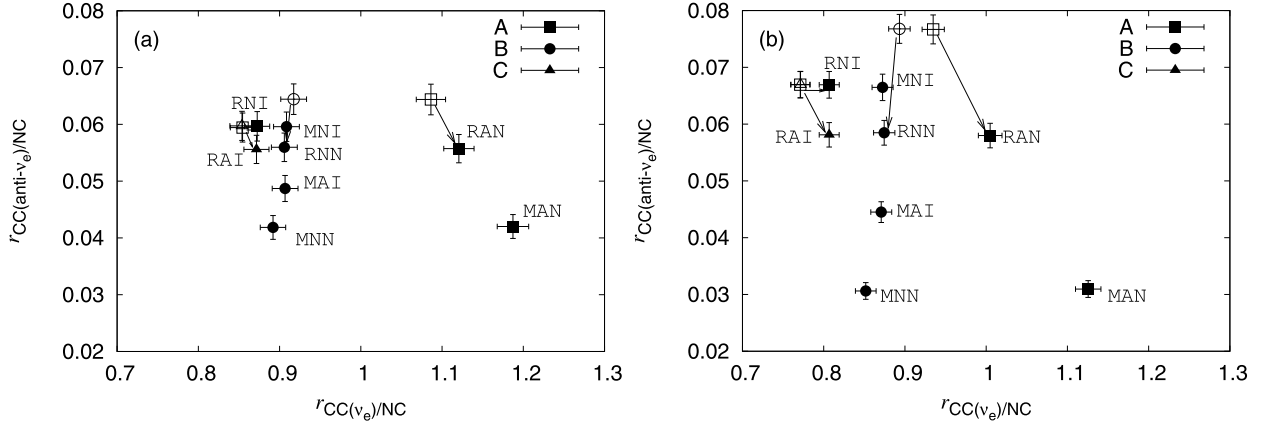 (a)
A
B
C
0.08
0.07
0.06
0.05
0.04
0.03
0.02
RNI
RAI
MNI
RNN
MAI
MNN
RAN
MAN
0.7 0.8 0.9 1 1.1 1.2 1.3
r CC(νe)/NC
r CC(anti-νe)/NC
(b)
A
B
C
0.08
0.07
0.06
0.05
0.04
0.03
0.02
RNI
MNI
RAI
RNN
RAN
MAI
MNN
MAN
0.7 0.8 0.9 1 1.1 1.2 1.3
r CC(νe)/NC
r CC(anti-νe)/NC